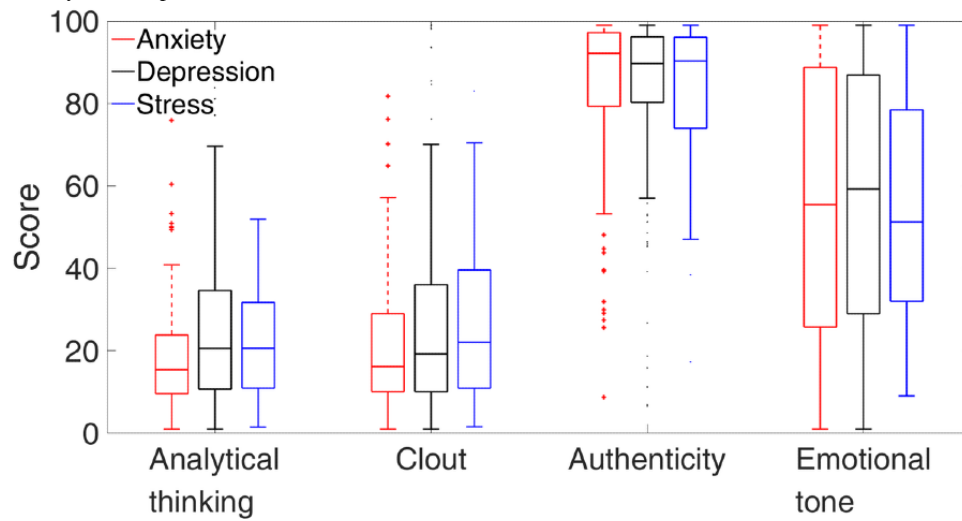 100
80
60
40
20
0
Score
Anxiety
Depression
Stress
Analytical
thinking
Clout
Authenticity
Emotional
tone